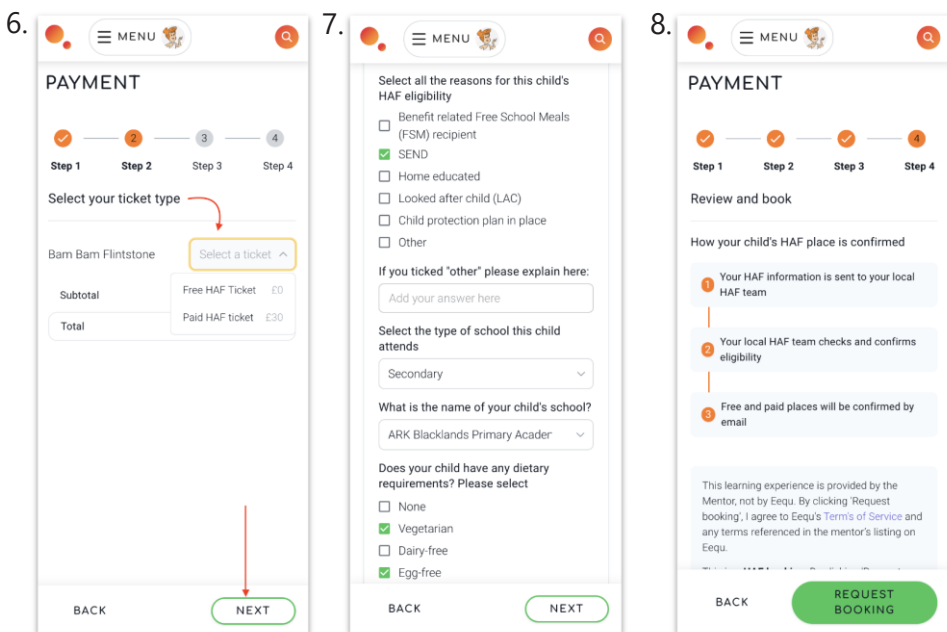 6.
MENU
PAYMENT
2 3 4
Step 1 Step 2 Step 3 Step 4
Select your ticket type
Bam Bam Flintstone Select a ticket
Free HAF Ticket £0
Subtotal
Paid HAF ticket £30
Total
BACK NEXT
7.
MENU
Select all the reasons for this child's
HAF eligibility
Benefit related Free School Meals
(FSM) recipient
SEND
Home educated
Looked after child (LAC)
Child protection plan in place
Other
If you ticked "other" please explain here:
Add your answer here
Select the type of school this child
attends
Secondary
What is the name of your child's school?
ARK Blacklands Primary Acader
Does your child have any dietary
requirements? Please select
None
Vegetarian
Dairy-free
Egg-free
BACK NEXT
8.
MENU
PAYMENT
4
Step 1 Step 2 Step 3 Step 4
Review and book
How your child's HAF place is confirmed
1 Your HAF information is sent to your local
HAF team
2 Your local HAF team checks and confirms
eligibility
3 Free and paid places will be confirmed by
email
This learning experience is provided by the
Mentor, not by Eequ. By clicking 'Request
booking', I agree to Eequ's Term's of Service and
any terms referenced in the mentor's listing on
Eequ.
BACK REQUEST
BOOKING